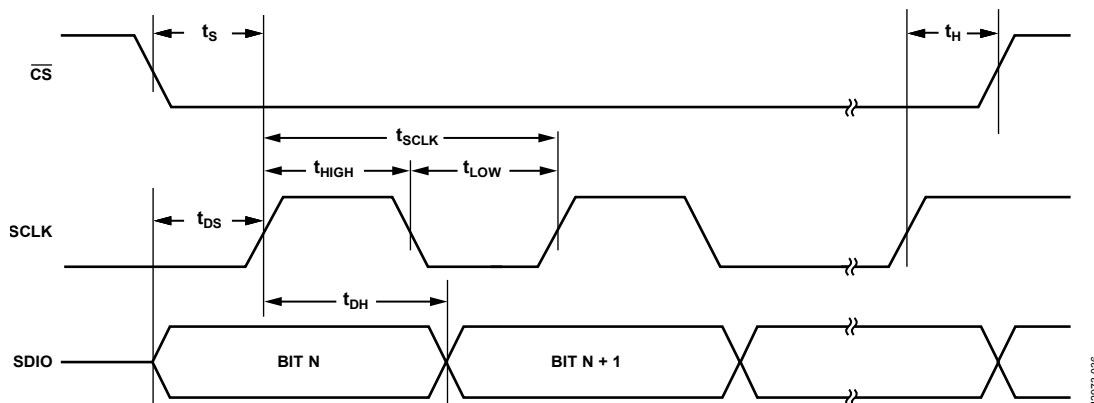 tS
tH
CS
tSCLK
tHIGH
tLOW
tDS
SCLK
tDH
BIT N
BIT N + 1
SDIO